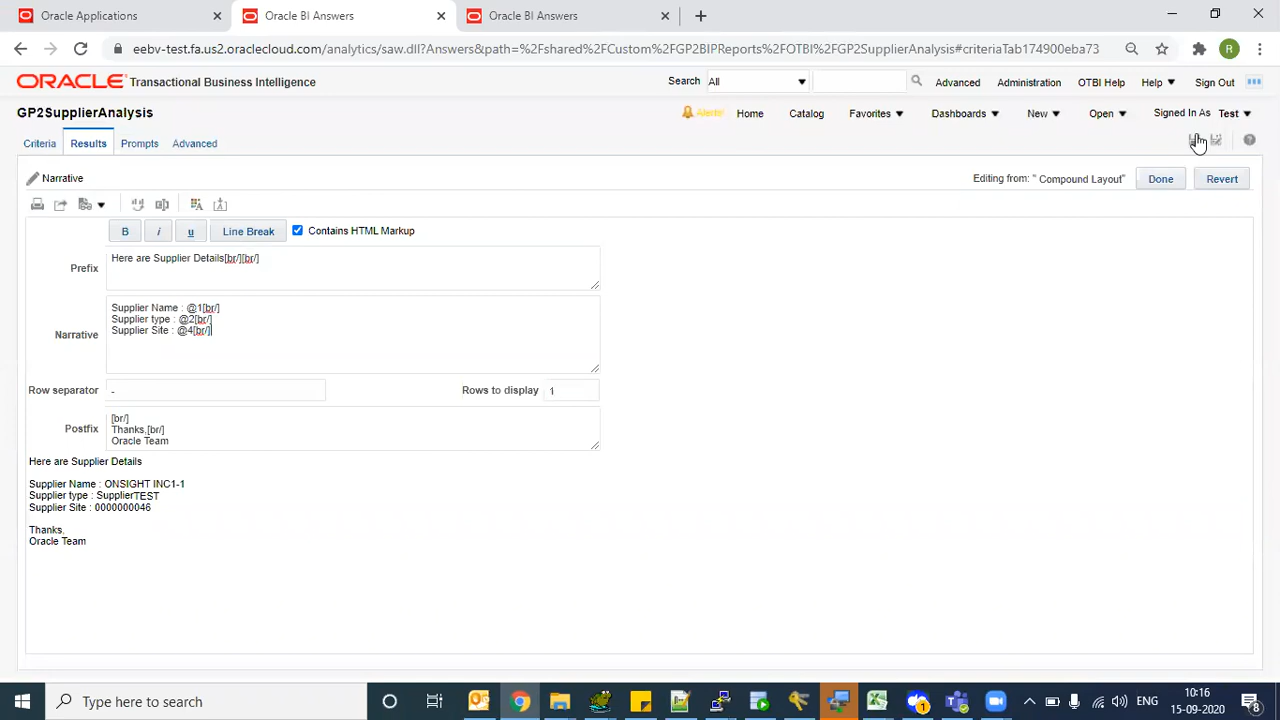 Oracle Applications
Oracle BI Answers
Oracle BI Answers
eebv-test.fa.us2.oraclecloud.com/analytics/saw.dll?Answers&path=%2Fshared%2FCustom%2FGP2BIPReports%2FOTBI%2FGP2SupplierAnalysis#criteriaTab174900eba73
R
ORACLE Transactional Business Intelligence
Search All Advanced Administration OTBI Help Help Sign Out
GP2SupplierAnalysis
Alerts! Home Catalog Favorites Dashboards New Open Signed In As Test
Criteria Results Prompts Advanced
Narrative
Editing from: " Compound Layout" Done Revert
B i u Line Break Contains HTML Markup
Prefix
Here are Supplier Details[br/][br/]
Narrative
Supplier Name : @1[br/]
Supplier type : @2[br/]
Supplier Site : @4[br/]
Row separator - Rows to display 1
Postfix
[br/]
Thanks,[br/]
Oracle Team
Here are Supplier Details
Supplier Name : ONSIGHT INC1-1
Supplier type : SupplierTEST
Supplier Site : 0000000046
Thanks,
Oracle Team
Type here to search
1
ENG
10:16
15-09-2020
8